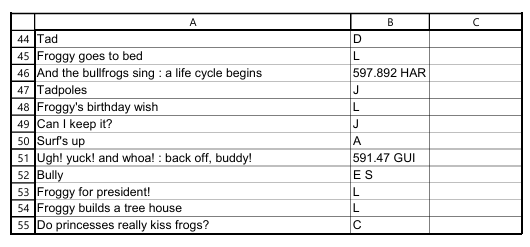 A B C
44 Tad D
45 Froggy goes to bed L
46 And the bullfrogs sing : a life cycle begins 597.892 HAR
47 Tadpoles J
48 Froggy's birthday wish L
49 Can I keep it? J
50 Surf's up A
51 Ugh! yuck! and whoa! : back off, buddy! 591.47 GUI
52 Bully E S
53 Froggy for president! L
54 Froggy builds a tree house L
55 Do princesses really kiss frogs? C